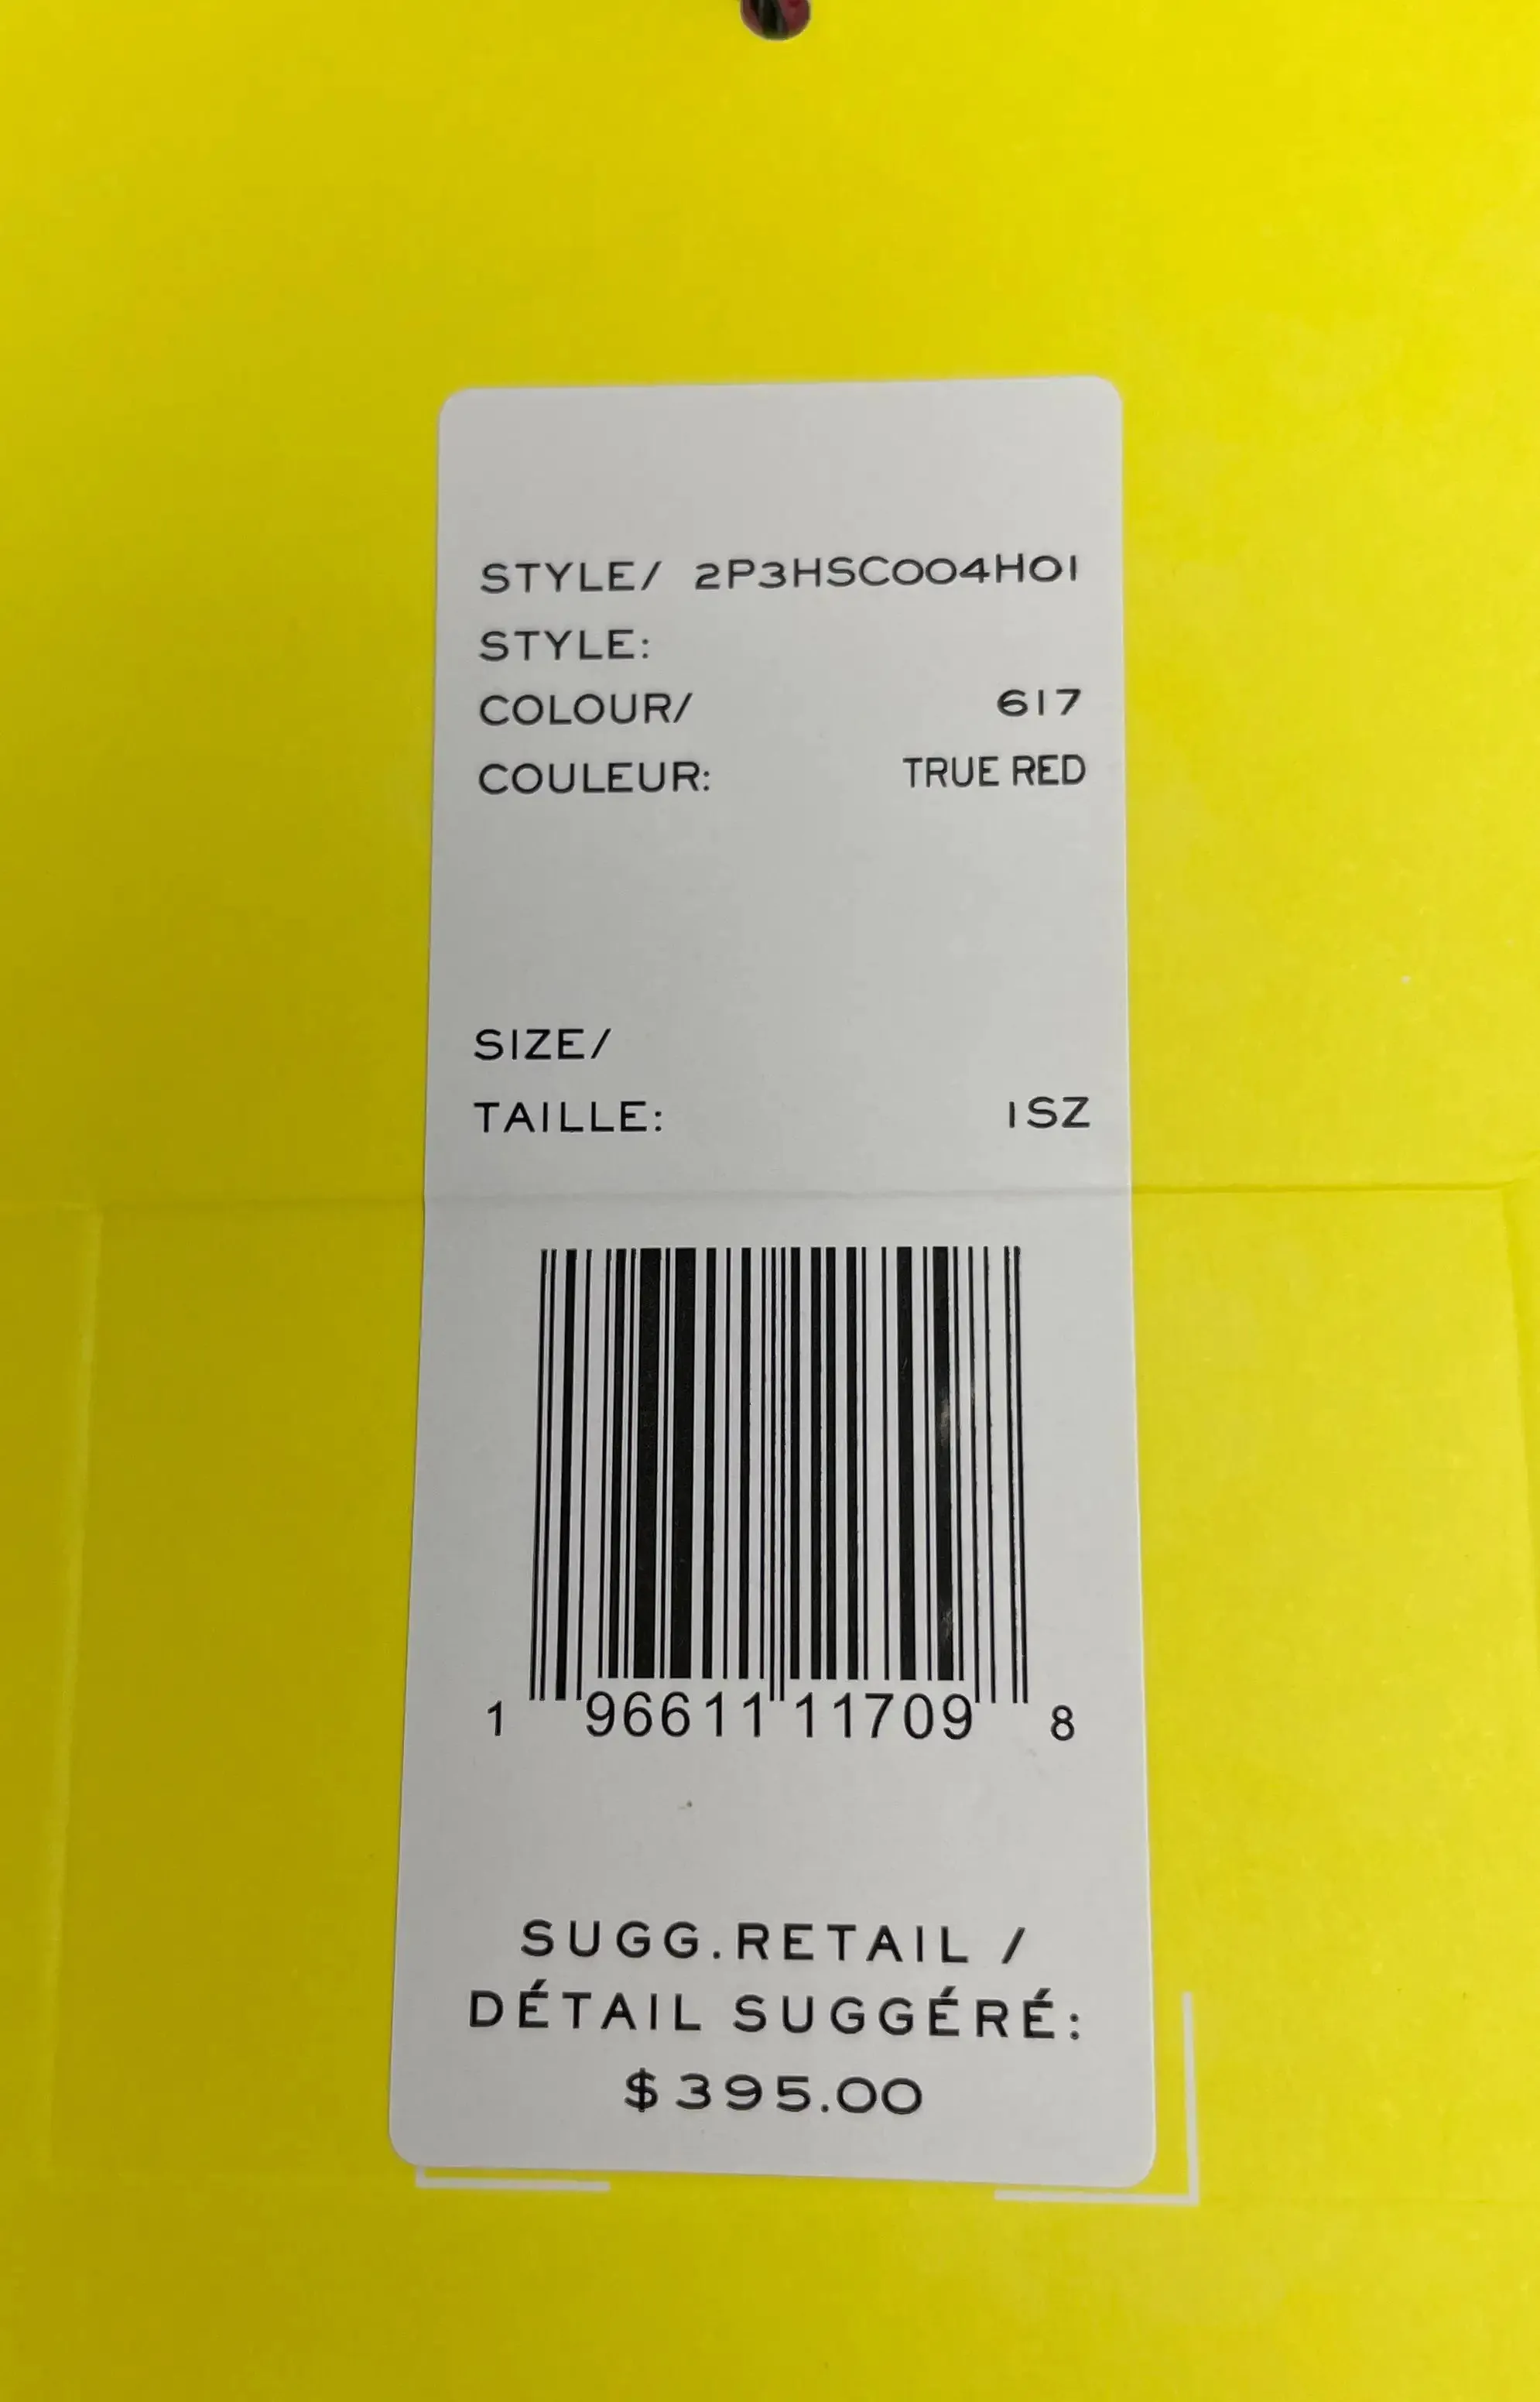 STYLE/ 2P3HSC004H01
STYLE:
COLOUR/ 617
COULEUR: TRUE RED
SIZE/
TAILLE: 1SZ
1 96611 11709 8
SUGG.RETAIL /
DÉTAIL SUGGÉRÉ:
$395.00